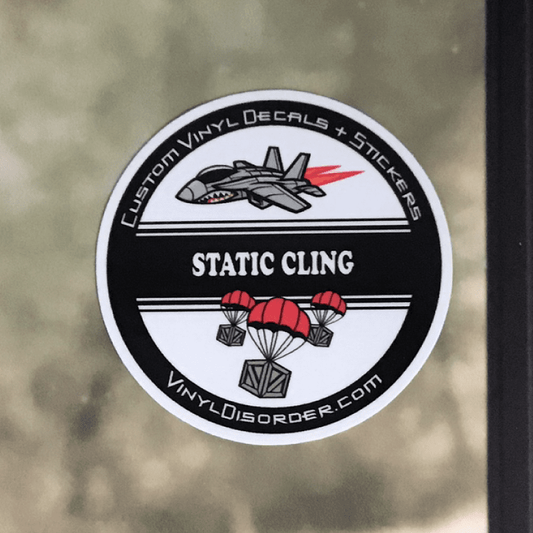 Custom Vinyl Decals + Stickers
STATIC CLING
VinylDisorder.com